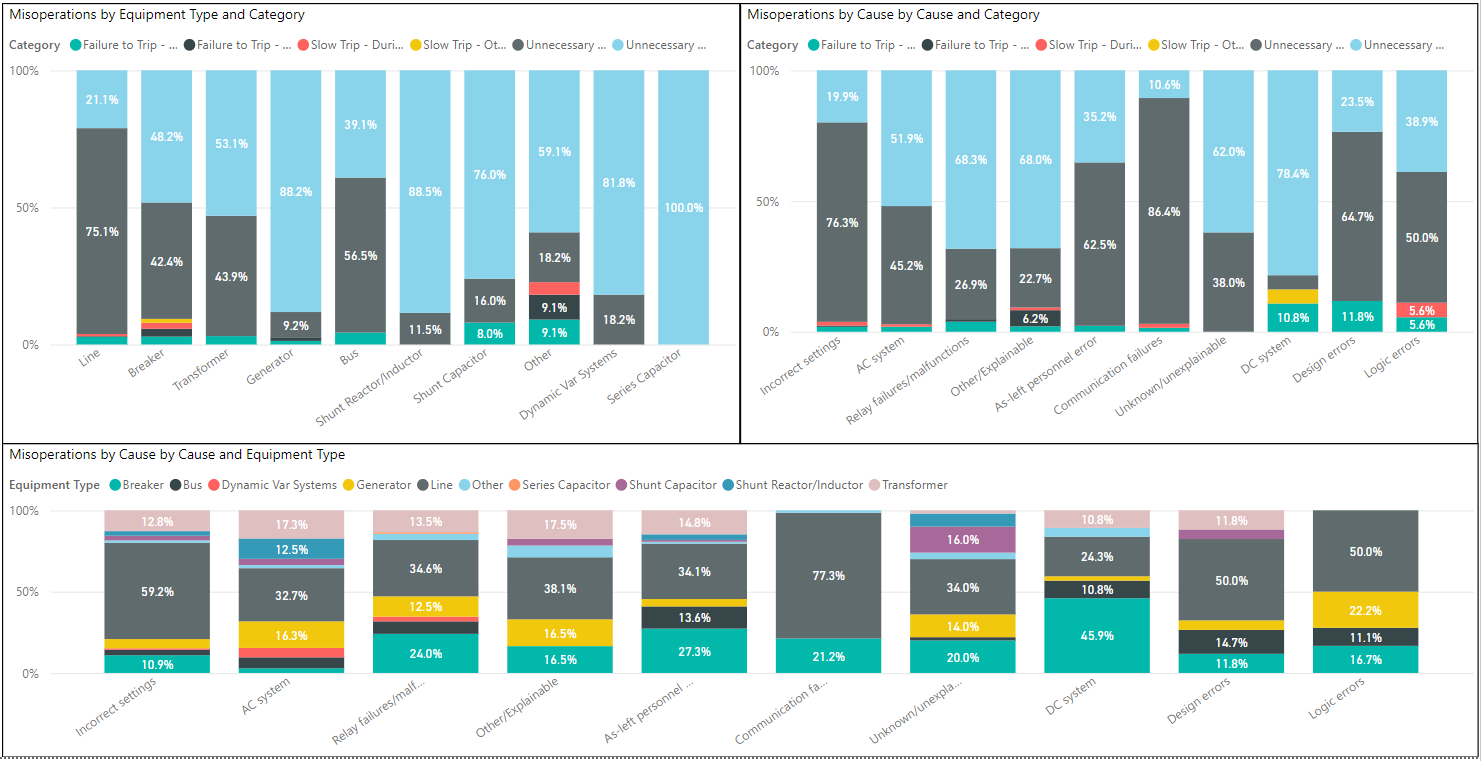 Misoperations by Equipment Type and Category
Category Failure to Trip - ... Failure to Trip - ... Slow Trip - Duri... Slow Trip - Ot... Unnecessary ... Unnecessary ...
100%
50%
0%
21.1%
75.1%
48.2%
42.4%
53.1%
43.9%
88.2%
9.2%
39.1%
56.5%
88.5%
11.5%
76.0%
16.0%
8.0%
59.1%
18.2%
9.1%
9.1%
81.8%
18.2%
100.0%
Line
Breaker
Transformer
Generator
Bus
Shunt Reactor/Inductor
Shunt Capacitor
Other
Dynamic Var Systems
Series Capacitor
Misoperations by Cause by Cause and Category
Category Failure to Trip - ... Failure to Trip - ... Slow Trip - Duri... Slow Trip - Ot... Unnecessary ... Unnecessary ...
100%
50%
0%
19.9%
76.3%
51.9%
45.2%
68.3%
26.9%
68.0%
22.7%
6.2%
35.2%
62.5%
10.6%
86.4%
62.0%
38.0%
78.4%
10.8%
23.5%
64.7%
11.8%
38.9%
50.0%
5.6%
5.6%
Incorrect settings
AC system
Relay failures/malfunctions
Other/Explainable
As-left personnel error
Communication failures
Unknown/unexplainable
DC system
Design errors
Logic errors
Misoperations by Cause by Cause and Equipment Type
Equipment Type Breaker Bus Dynamic Var Systems Generator Line Other Series Capacitor Shunt Capacitor Shunt Reactor/Inductor Transformer
100%
50%
0%
12.8%
59.2%
10.9%
17.3%
12.5%
32.7%
16.3%
13.5%
34.6%
12.5%
24.0%
17.5%
38.1%
16.5%
16.5%
14.8%
34.1%
13.6%
27.3%
77.3%
21.2%
16.0%
34.0%
14.0%
20.0%
10.8%
24.3%
10.8%
45.9%
11.8%
50.0%
14.7%
11.8%
50.0%
22.2%
11.1%
16.7%
Incorrect settings
AC system
Relay failures/malf...
Other/Explainable
As-left personnel ...
Communication fa...
Unknown/unexpla...
DC system
Design errors
Logic errors